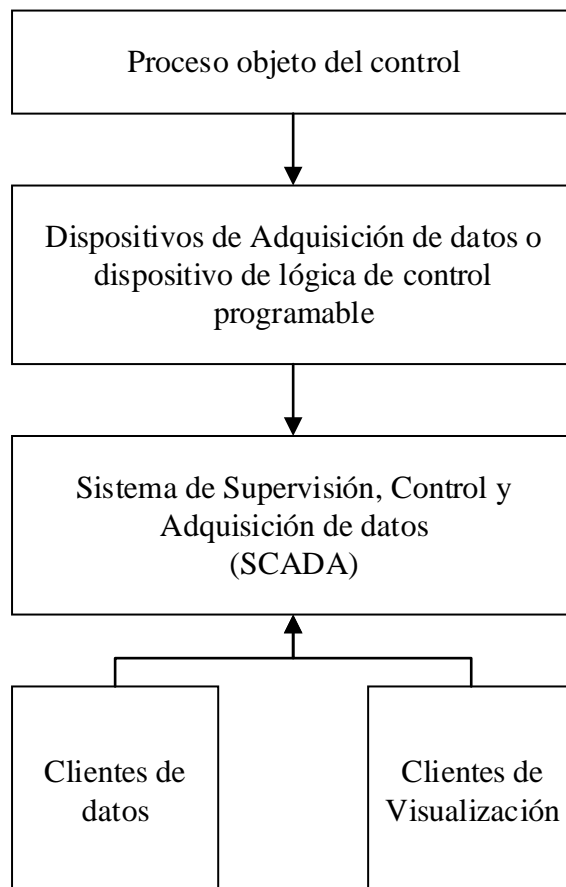 Proceso objeto del control
Dispositivos de Adquisición de datos o
dispositivo de lógica de control
programable
Sistema de Supervisión, Control y
Adquisición de datos
(SCADA)
Clientes de
datos
Clientes de
Visualización